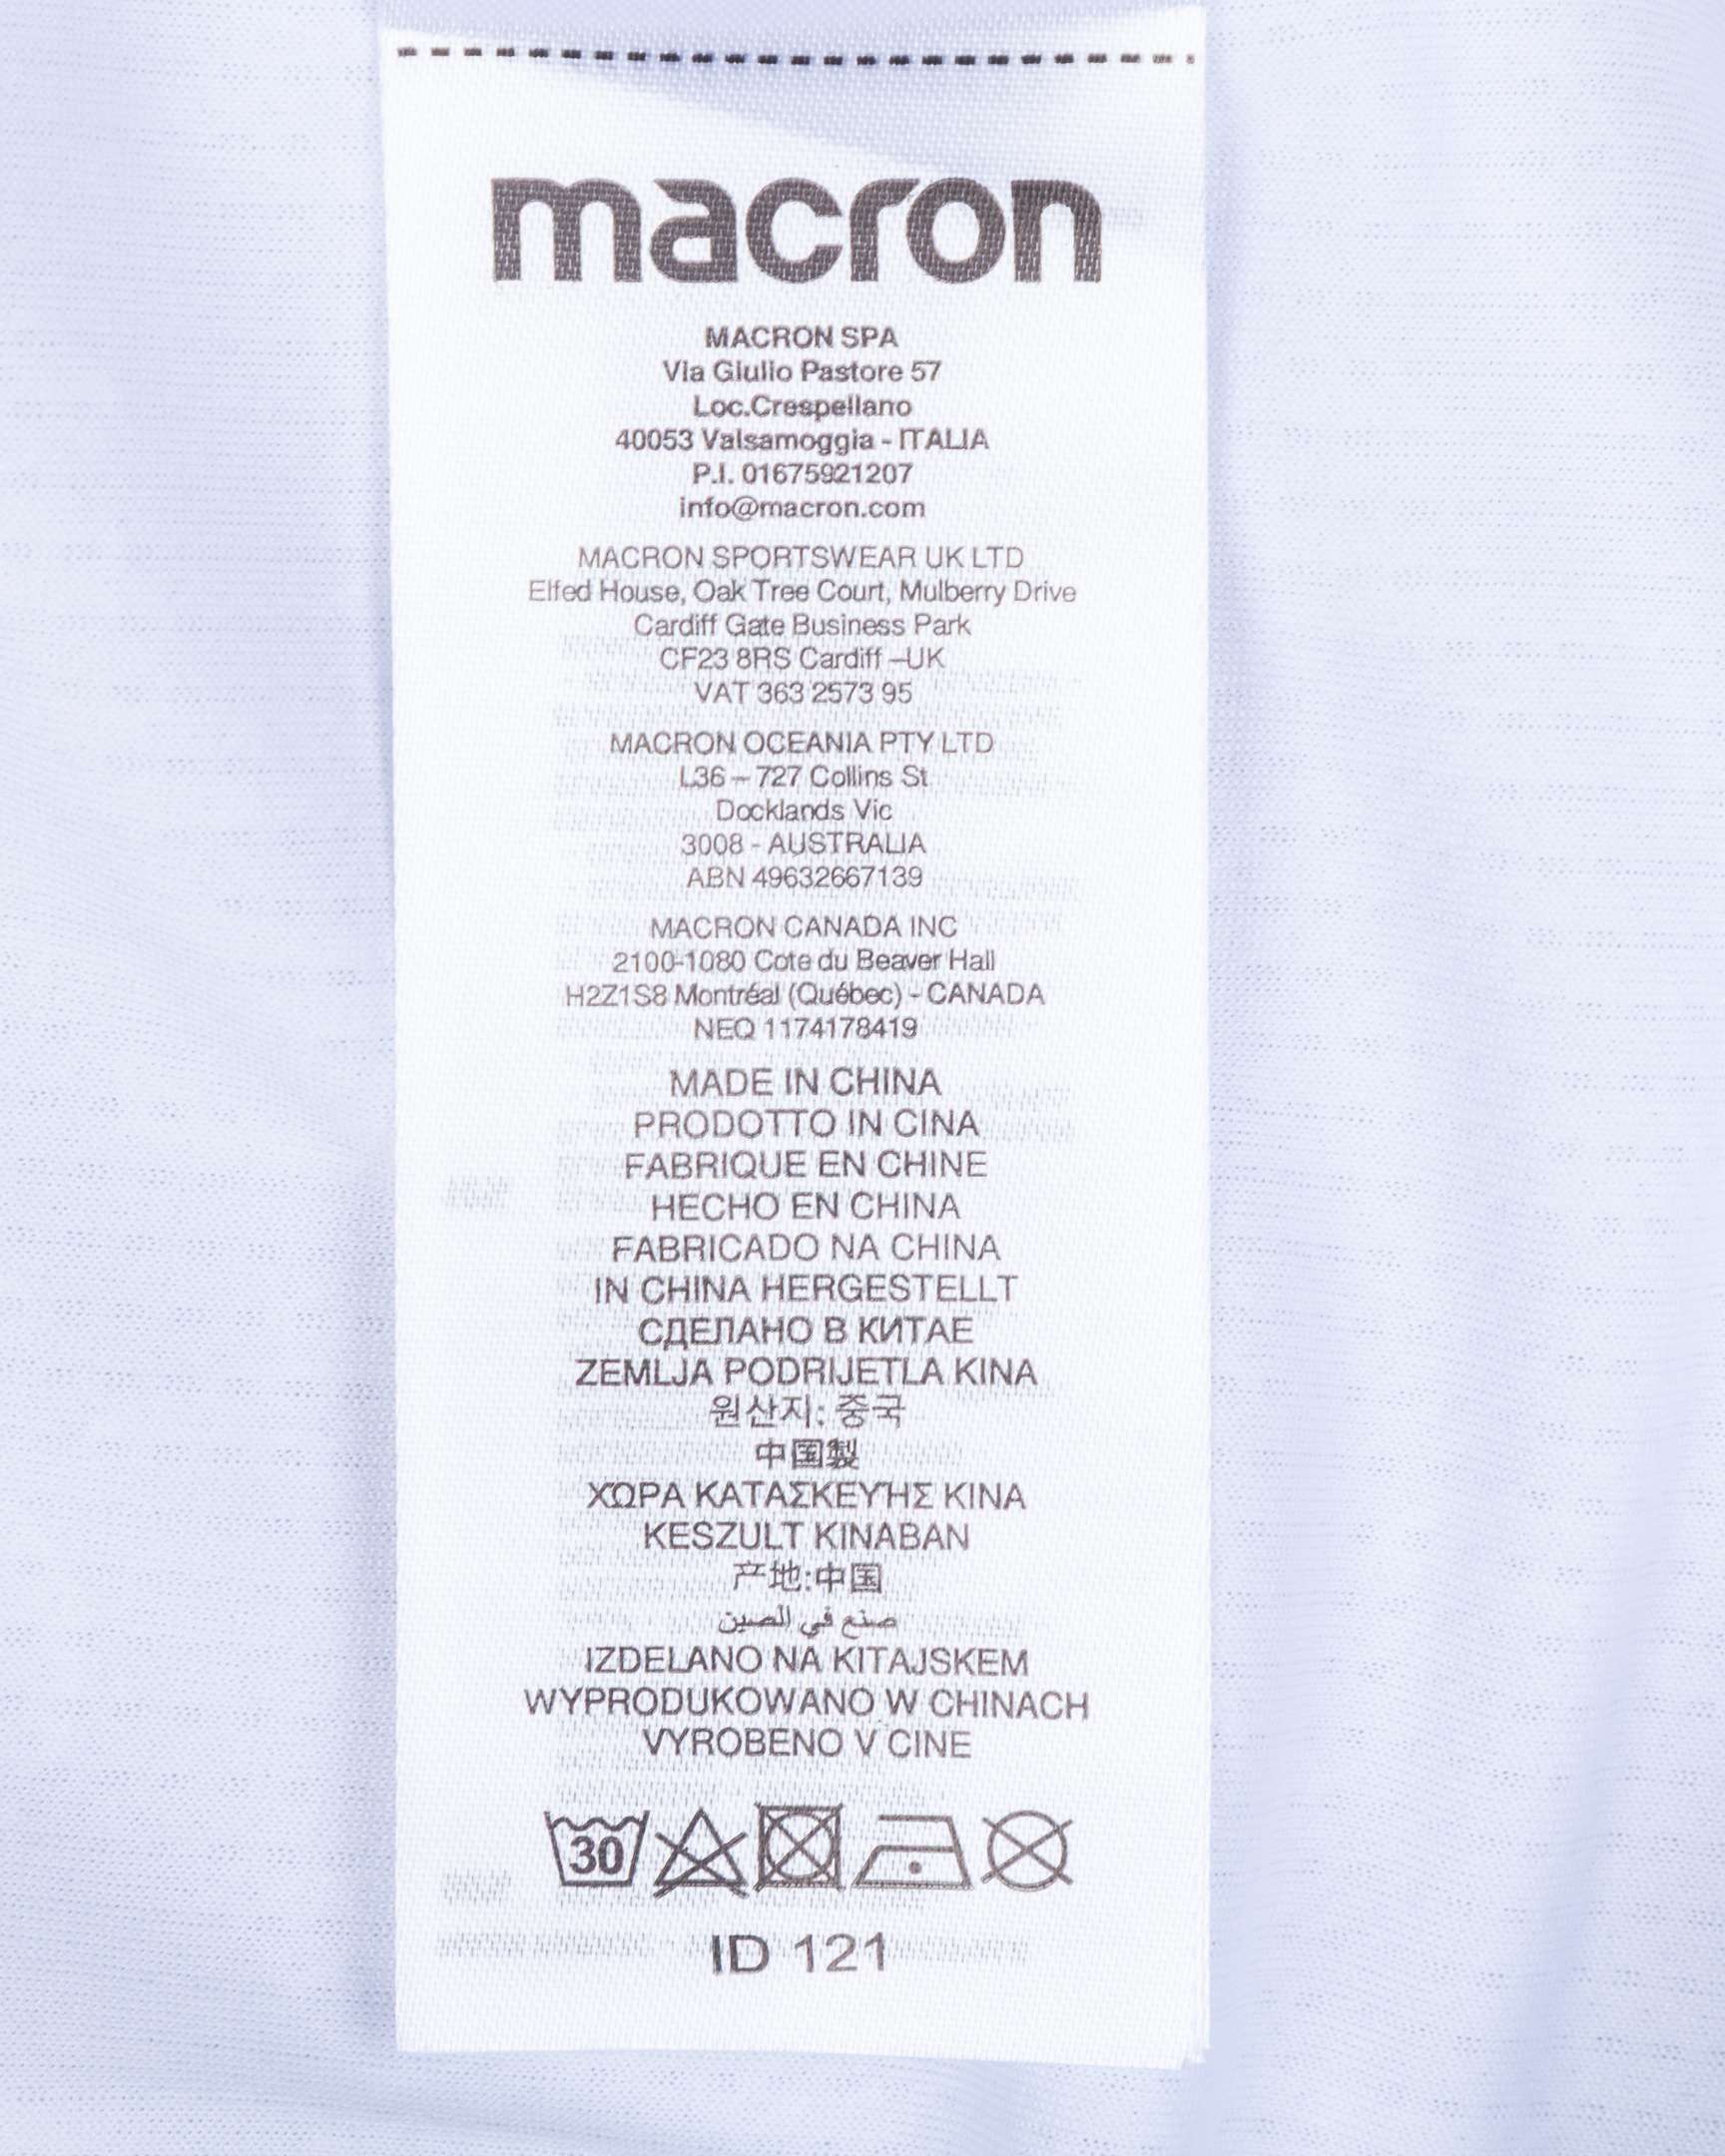 macron
MACRON SPA
Via Giulio Pastore 57
Loc.Crespellano
40053 Valsamoggia - ITALIA
P.I. 01675921207
info@macron.com
MACRON SPORTSWEAR UK LTD
Elfed House, Oak Tree Court, Mulberry Drive
Cardiff Gate Business Park
CF23 8RS Cardiff –UK
VAT 363 2573 95
MACRON OCEANIA PTY LTD
L36 – 727 Collins St
Docklands Vic
3008 - AUSTRALIA
ABN 49632667139
MACRON CANADA INC
2100-1080 Cote du Beaver Hall
H2Z1S8 Montréal (Québec) - CANADA
NEQ 1174178419
MADE IN CHINA
PRODOTTO IN CINA
FABRIQUE EN CHINE
HECHO EN CHINA
FABRICADO NA CHINA
IN CHINA HERGESTELLT
СДЕЛАНО В КИТАЕ
ZEMLJA PODRIJETLA KINA
원산지: 중국
中国製
ΧΏΡΑ ΚΑΤΑΣΚΕΥΉΣ ΚΙΝΑ
KESZULT KINABAN
产地:中国
صنع في الصين
IZDELANO NA KITAJSKEM
WYPRODUKOWANO W CHINACH
VYROBENO V CINE
30
ID 121